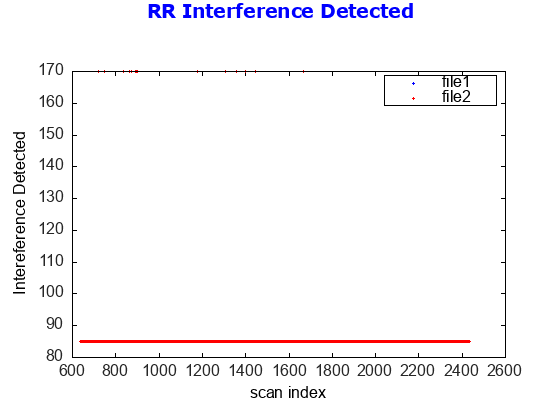 RR Interference Detected
170
160
150
140
130
120
110
100
90
80
Intereference Detected
file1
file2
600 800 1000 1200 1400 1600 1800 2000 2200 2400 2600
scan index